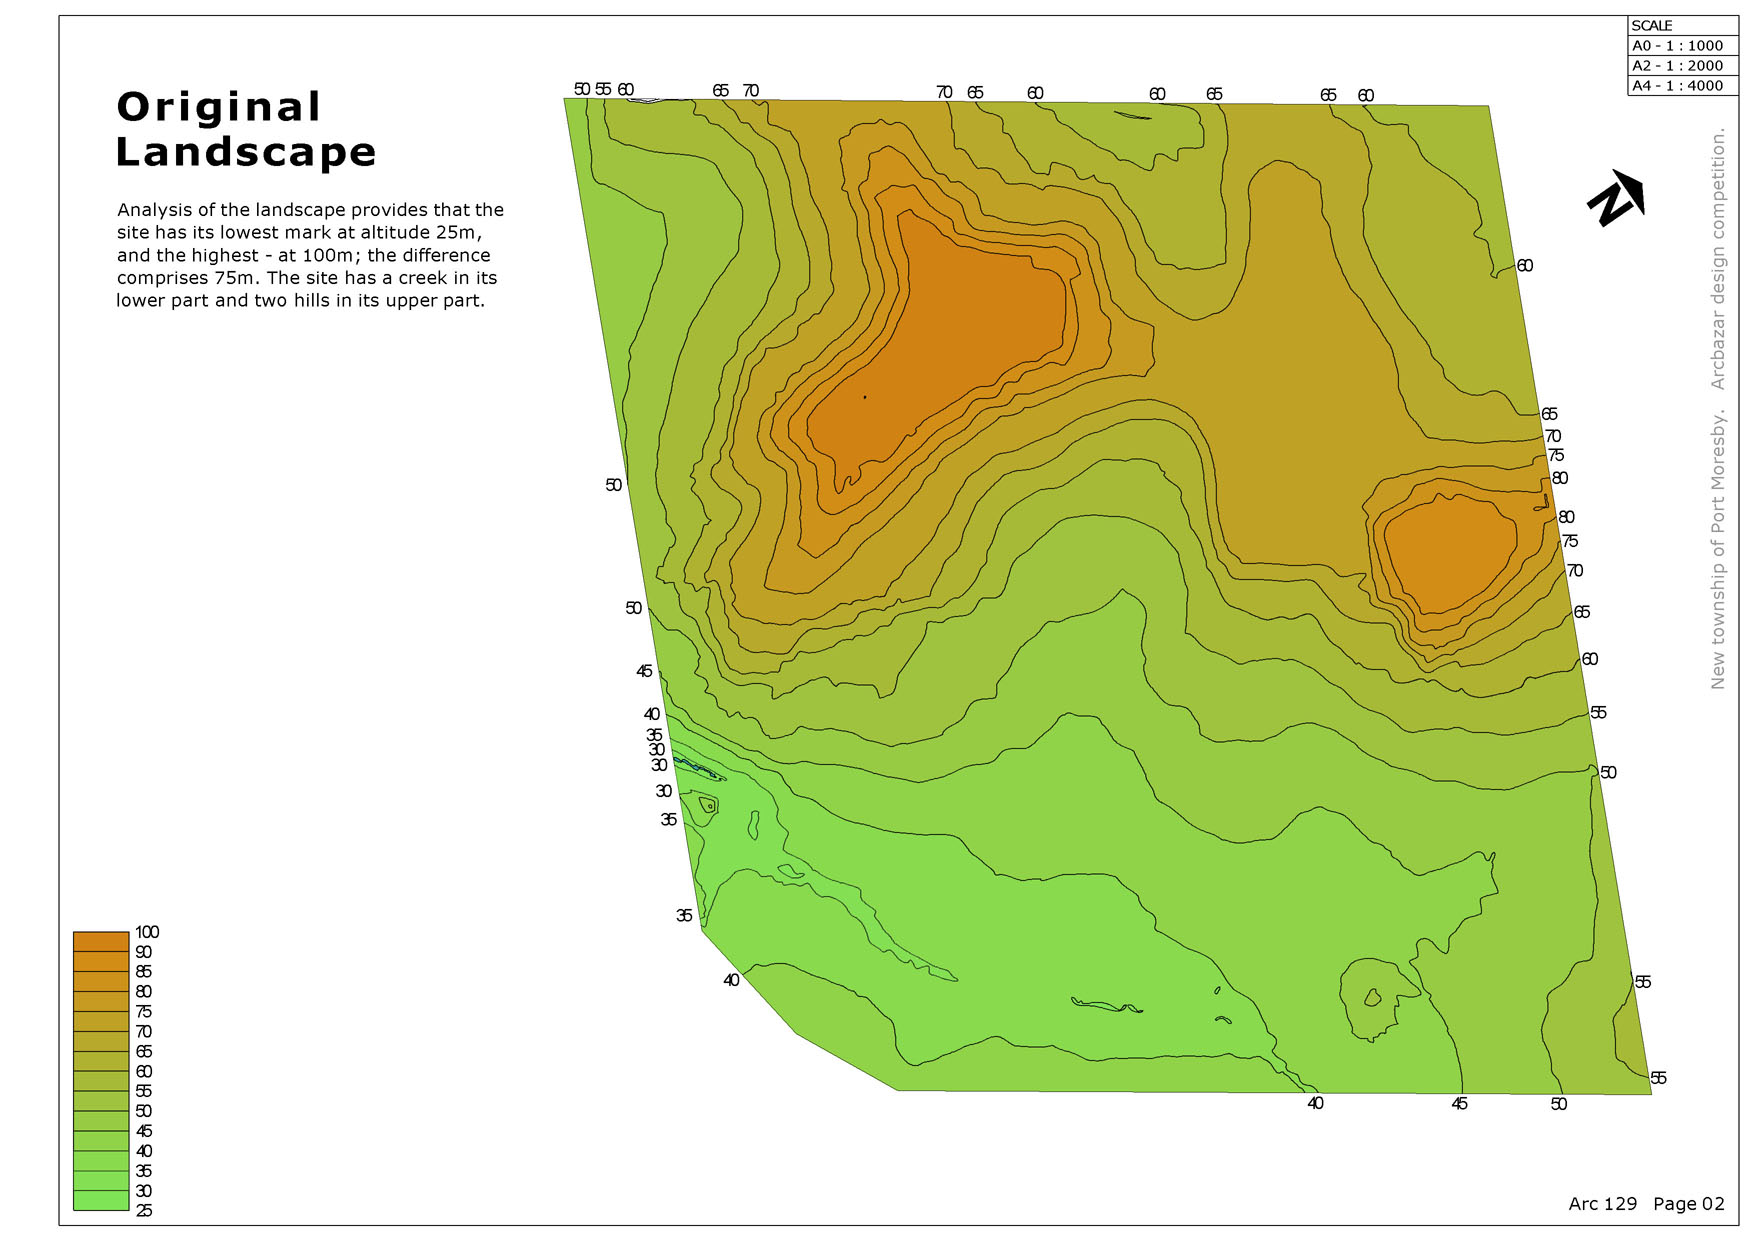 SCALE
A0 - 1 : 1000
A2 - 1 : 2000
A4 - 1 : 4000
Original
Landscape
Analysis of the landscape provides that the
site has its lowest mark at altitude 25m,
and the highest - at 100m; the difference
comprises 75m. The site has a creek in its
lower part and two hills in its upper part.
50 55 60 65 70 70 65 60 60 65 65 60
N
New township of Port Moresby. Arcbazar design competition.
60
65
70
75
80
80
75
70
65
60
55
50
55
55
50
50
45
40
35
30
30
30
35
35
40
40 45 50
100
90
85
80
75
70
65
60
55
50
45
40
35
30
25
Arc 129 Page 02